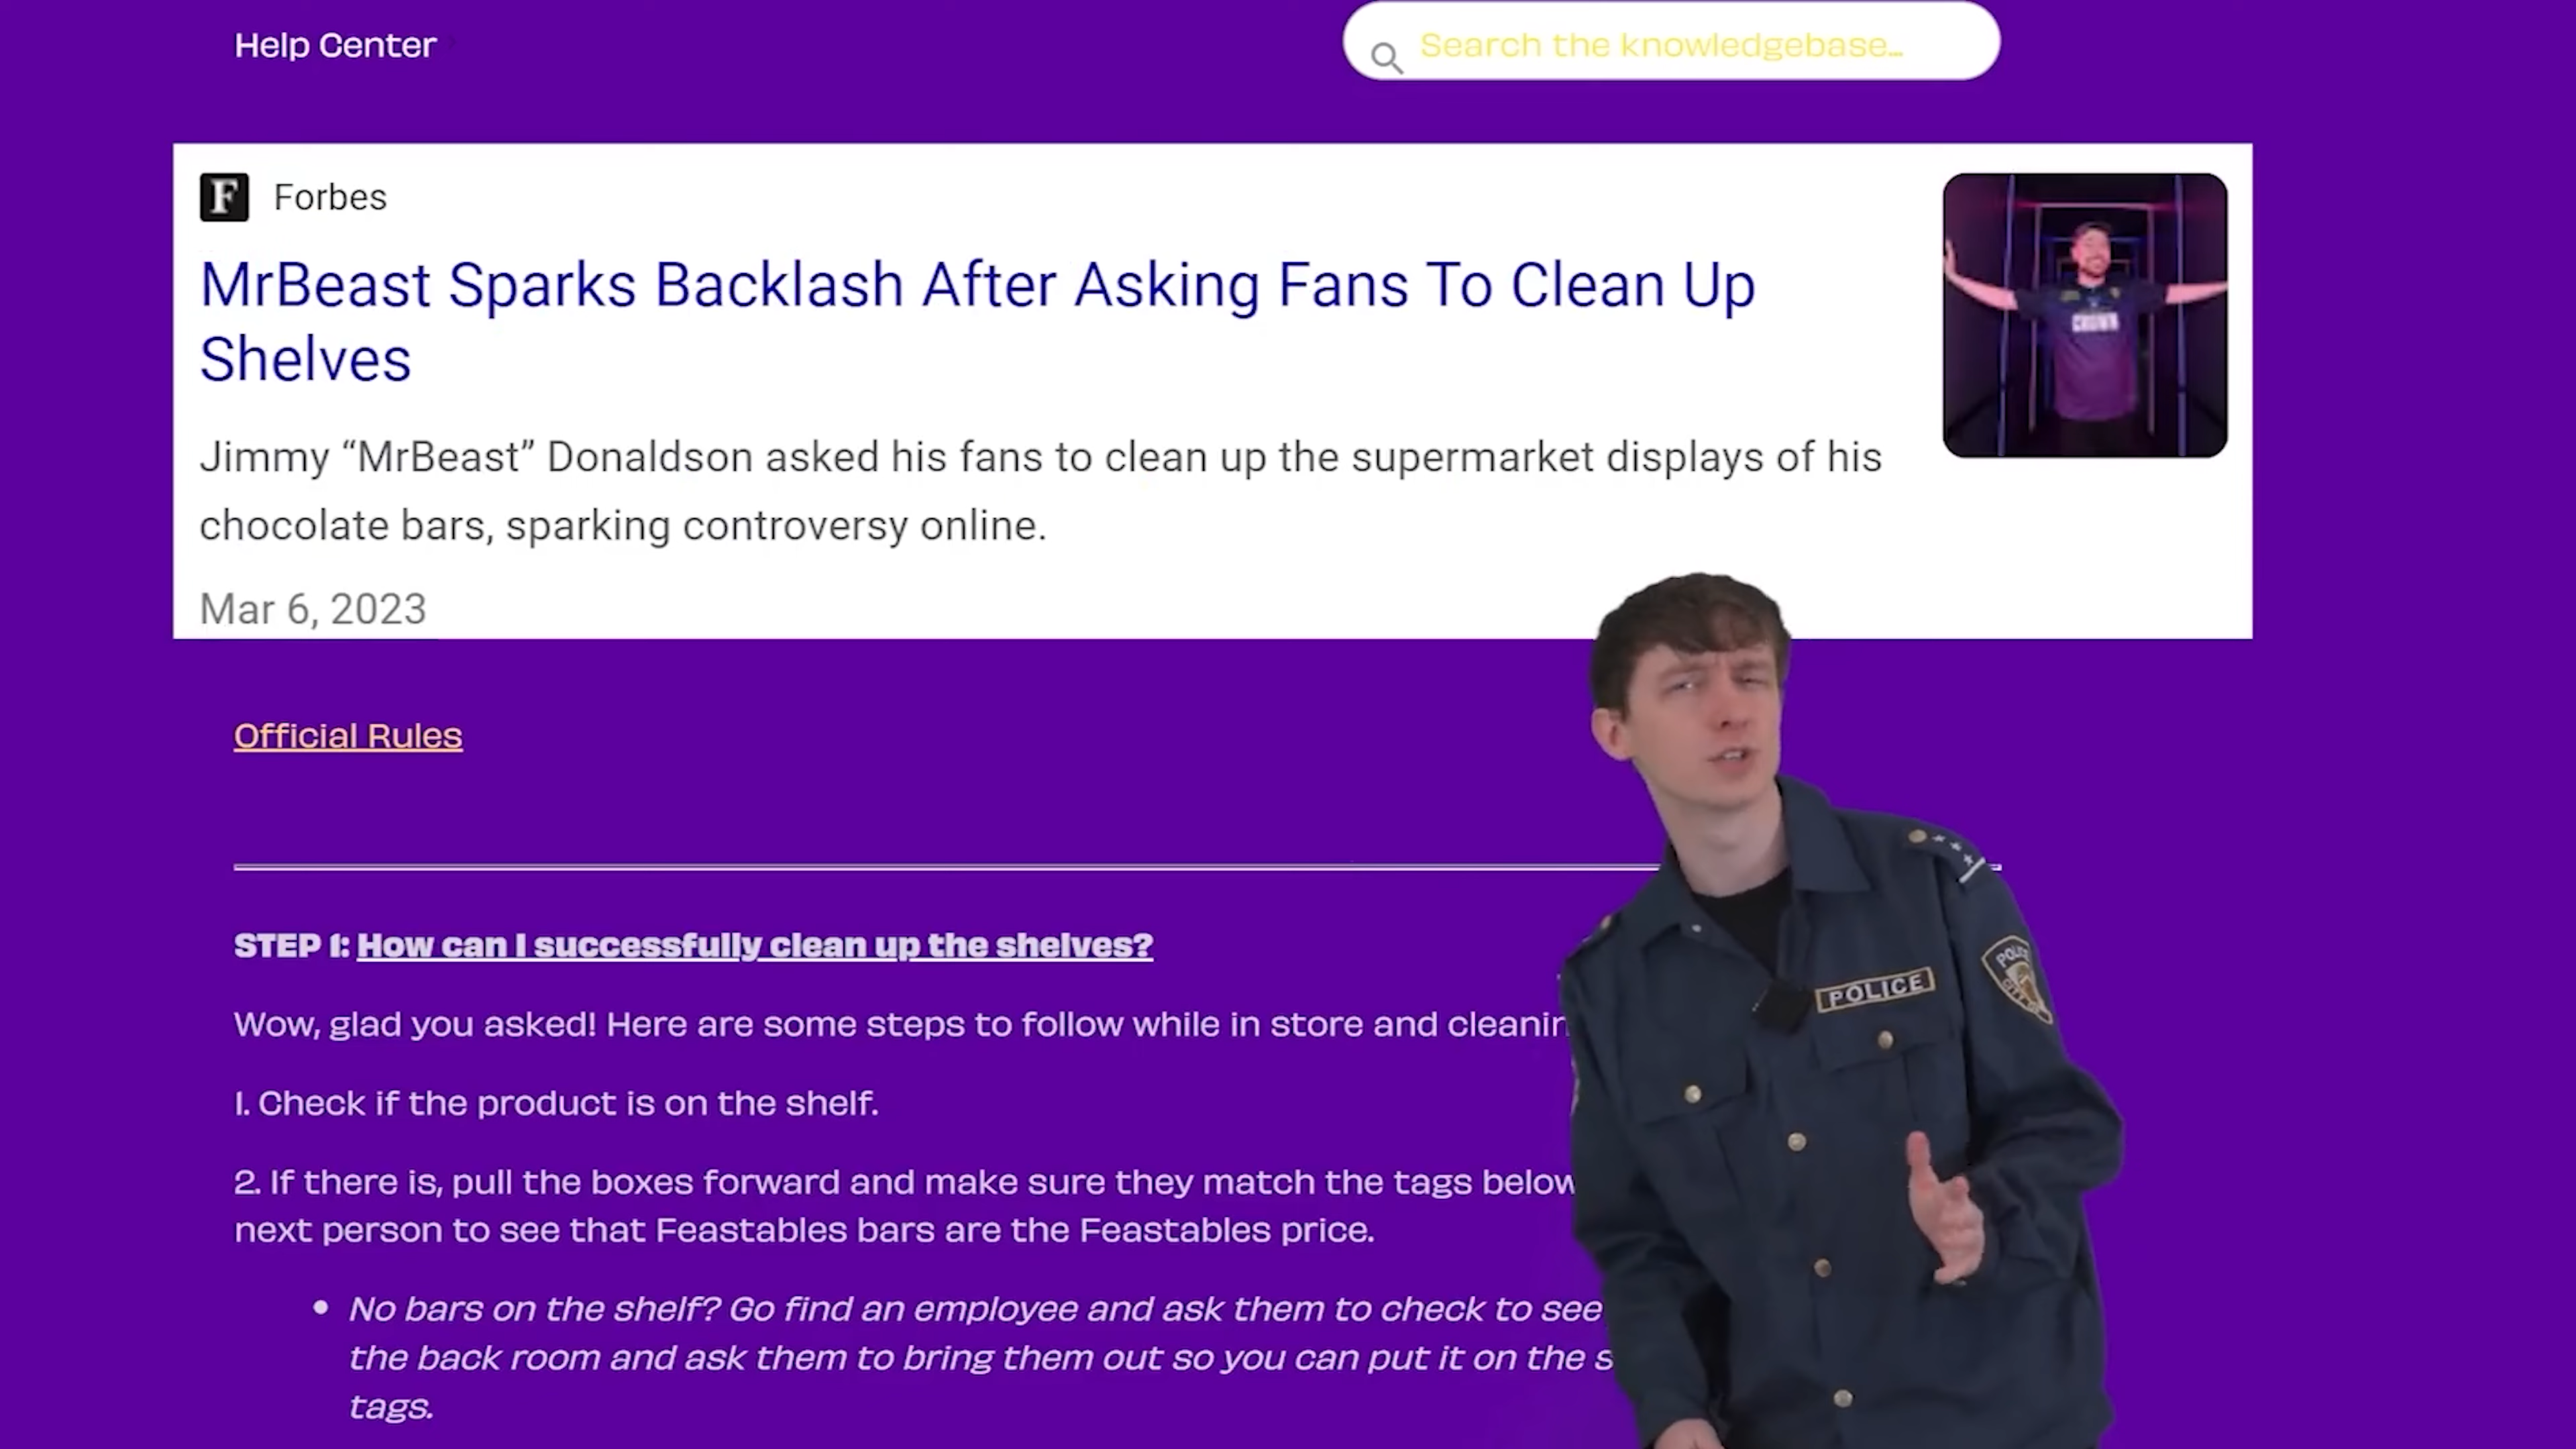 Help Center
Search the knowledgebase...
F
Forbes
MrBeast Sparks Backlash After Asking Fans To Clean Up
Shelves
Jimmy “MrBeast” Donaldson asked his fans to clean up the supermarket displays of his
chocolate bars, sparking controversy online.
Mar 6, 2023
Official Rules
STEP 1: How can I successfully clean up the shelves?
Wow, glad you asked! Here are some steps to follow while in store and
1. Check if the product is on the shelf.
2. If there is, pull the boxes forward and make sure they match the tags below
next person to see that Feastables bars are the Feastables price.
• No bars on the shelf? Go find an employee and ask them to check to see
the back room and ask them to bring them out so you can put it on the
tags.
POLICE
POLICE
CITY